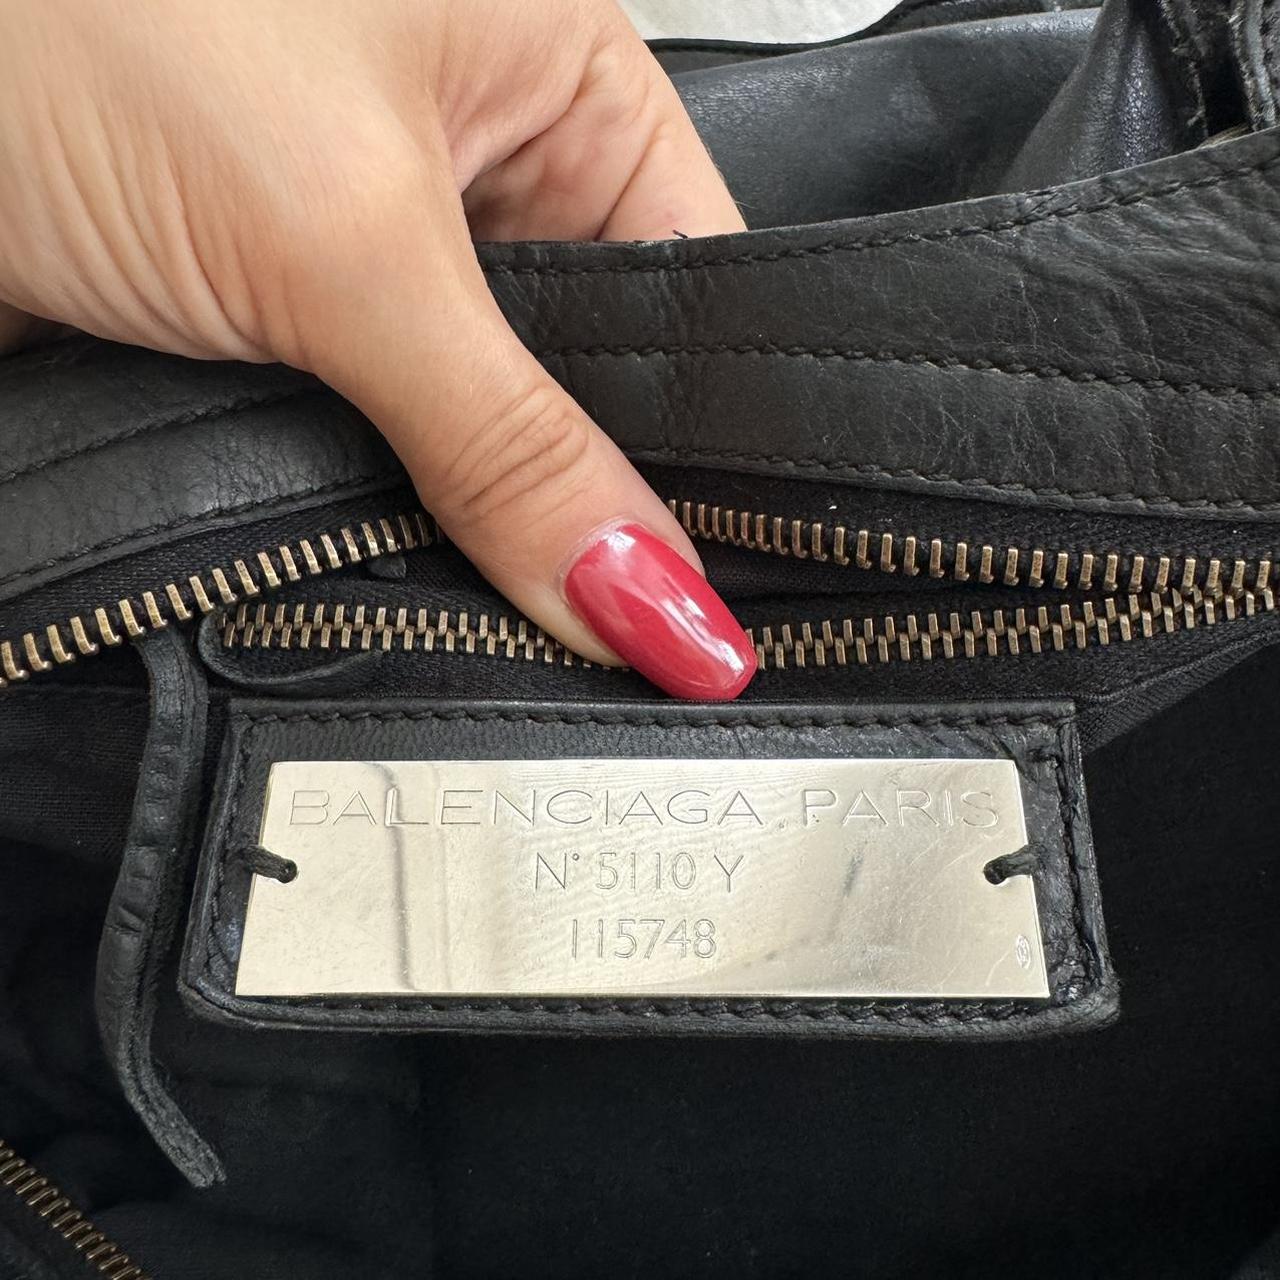 BALENCIAGA PARIS
N° 5110 Y
115748